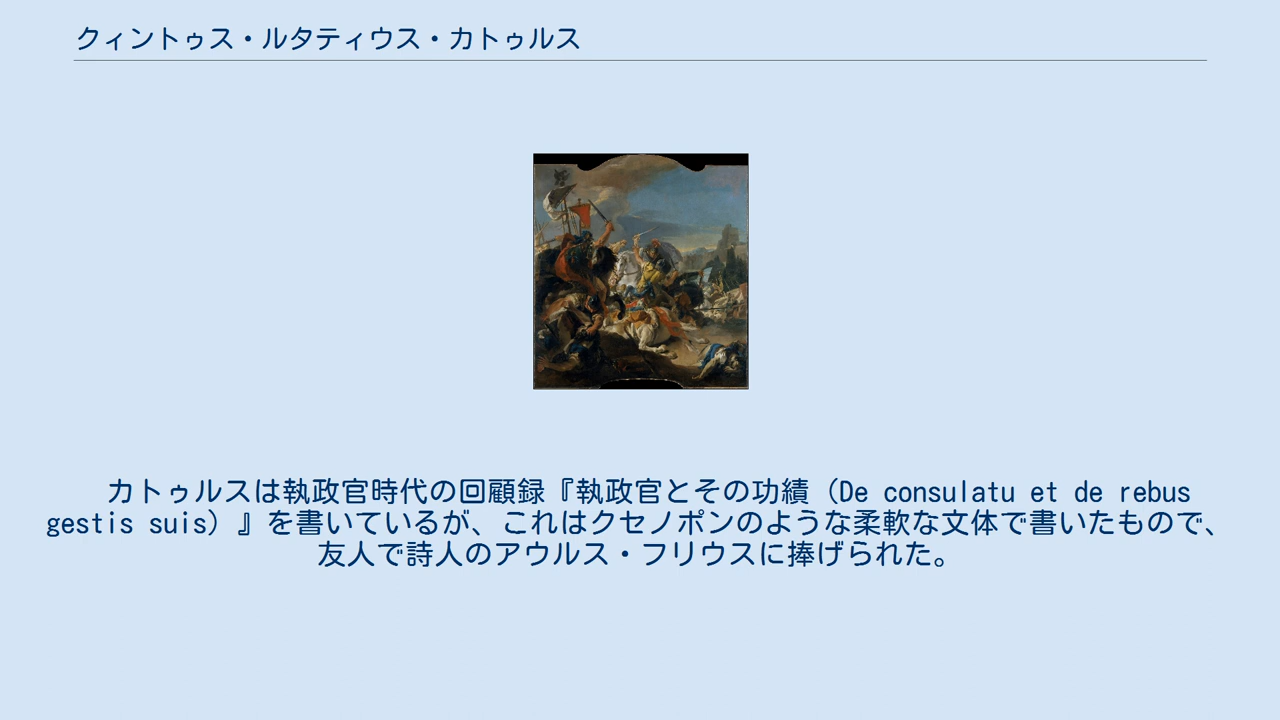 クィントゥス・ルタティウス・カトゥルス
カトゥルスは執政官時代の回顧録『執政官とその功績（De consulatu et de rebus
gestis suis）』を書いているが、これはクセノポンのような柔軟な文体で書いたもので、
友人で詩人のアウルス・フリウスに捧げられた。